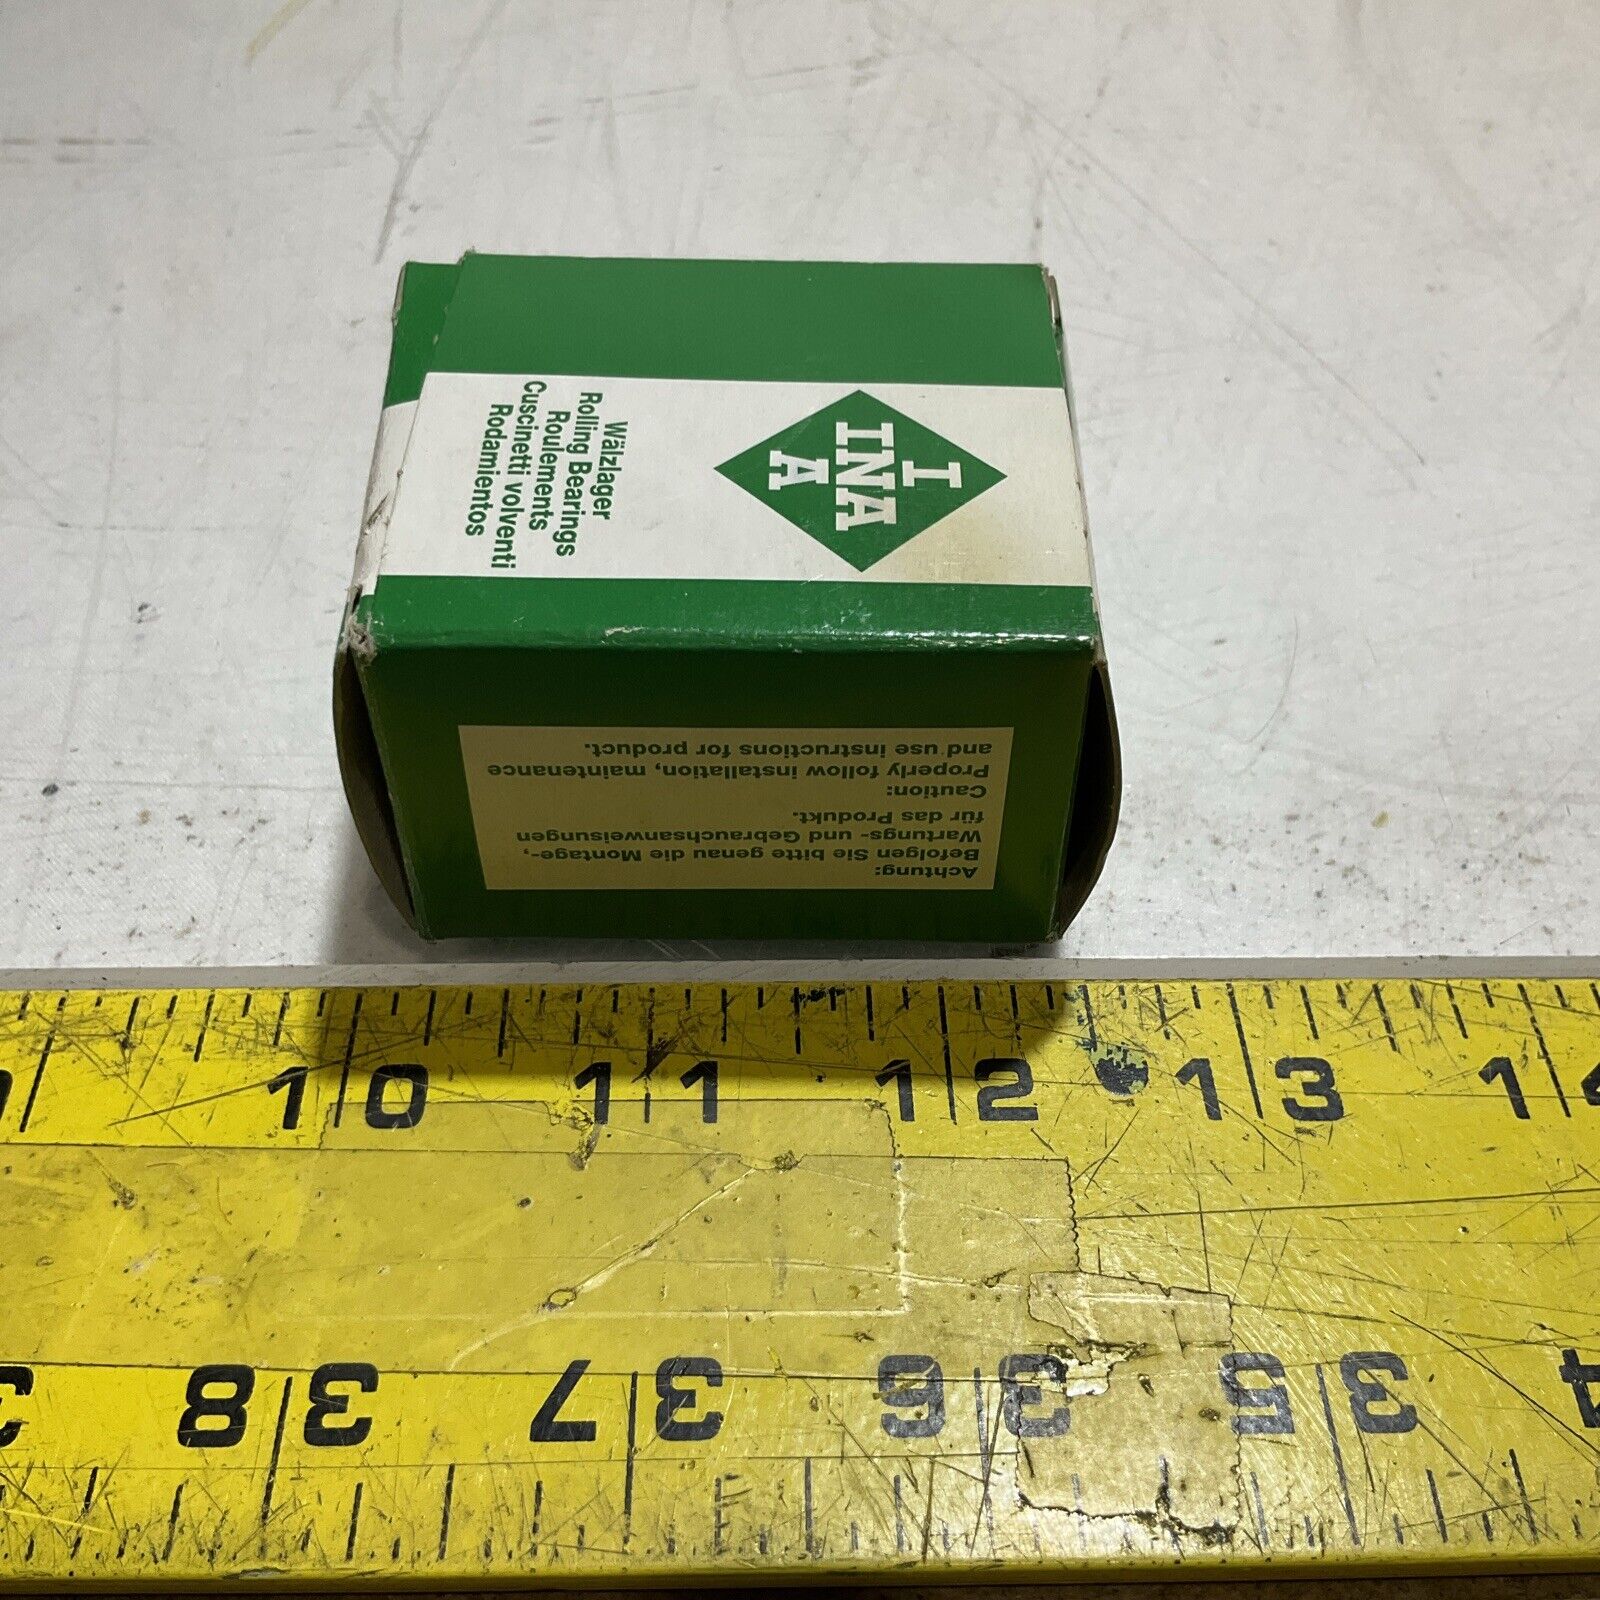 I
INA
A
Wälzlager
Rolling Bearings
Roulements
Cuscinetti volventi
Rodamientos
Achtung:
Befolgen Sie bitte genau die Montage-,
Wartungs- und Gebrauchsanweisungen
für das Produkt.
Caution:
Properly follow installation, maintenance
and use instructions for product.
10 11 12 13 14
38 37 36 35